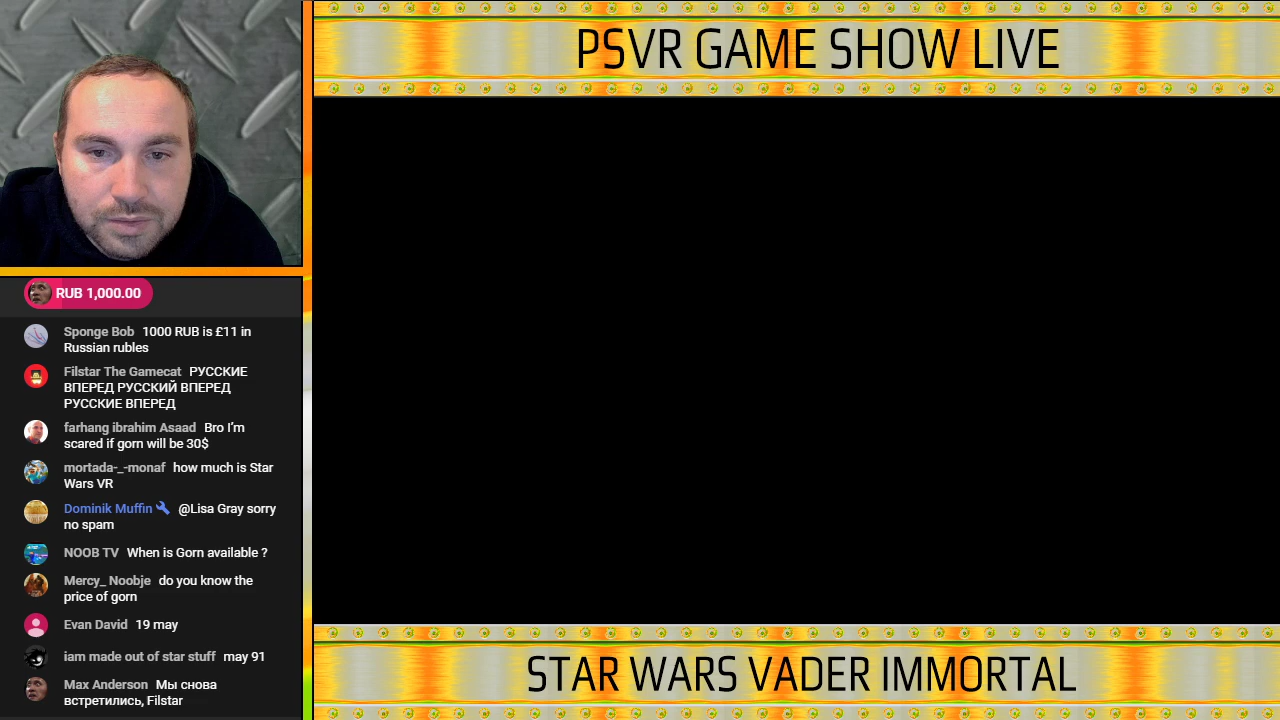 PSVR GAME SHOW LIVE
RUB 1,000.00
Sponge Bob 1000 RUB is £11 in
Russian rubles
Filstar The Gamecat РУССКИЕ
ВПЕРЕД РУССКИЙ ВПЕРЕД
РУССКИЕ ВПЕРЕД
farhang ibrahim Asaad Bro I'm
scared if gorn will be 30$
mortada-_-monaf how much is Star
Wars VR
Dominik Muffin @Lisa Gray sorry
no spam
NOOB TV When is Gorn available ?
Mercy_ Noobje do you know the
price of gorn
Evan David 19 may
iam made out of star stuff may 91
Max Anderson Мы снова
встретились, Filstar
STAR WARS VADER IMMORTAL